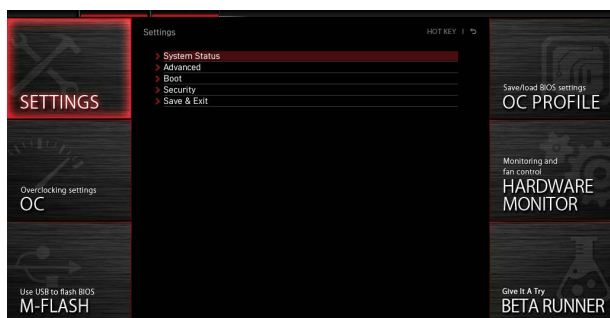 Settings
HOT KEY |
System Status
Advanced
Boot
Security
Save & Exit
SETTINGS
Overclocking settings
OC
Use USB to flash BIOS
M-FLASH
Save/load BIOS settings
OC PROFILE
Monitoring and
fan control
HARDWARE
MONITOR
Give It A Try
BETA RUNNER